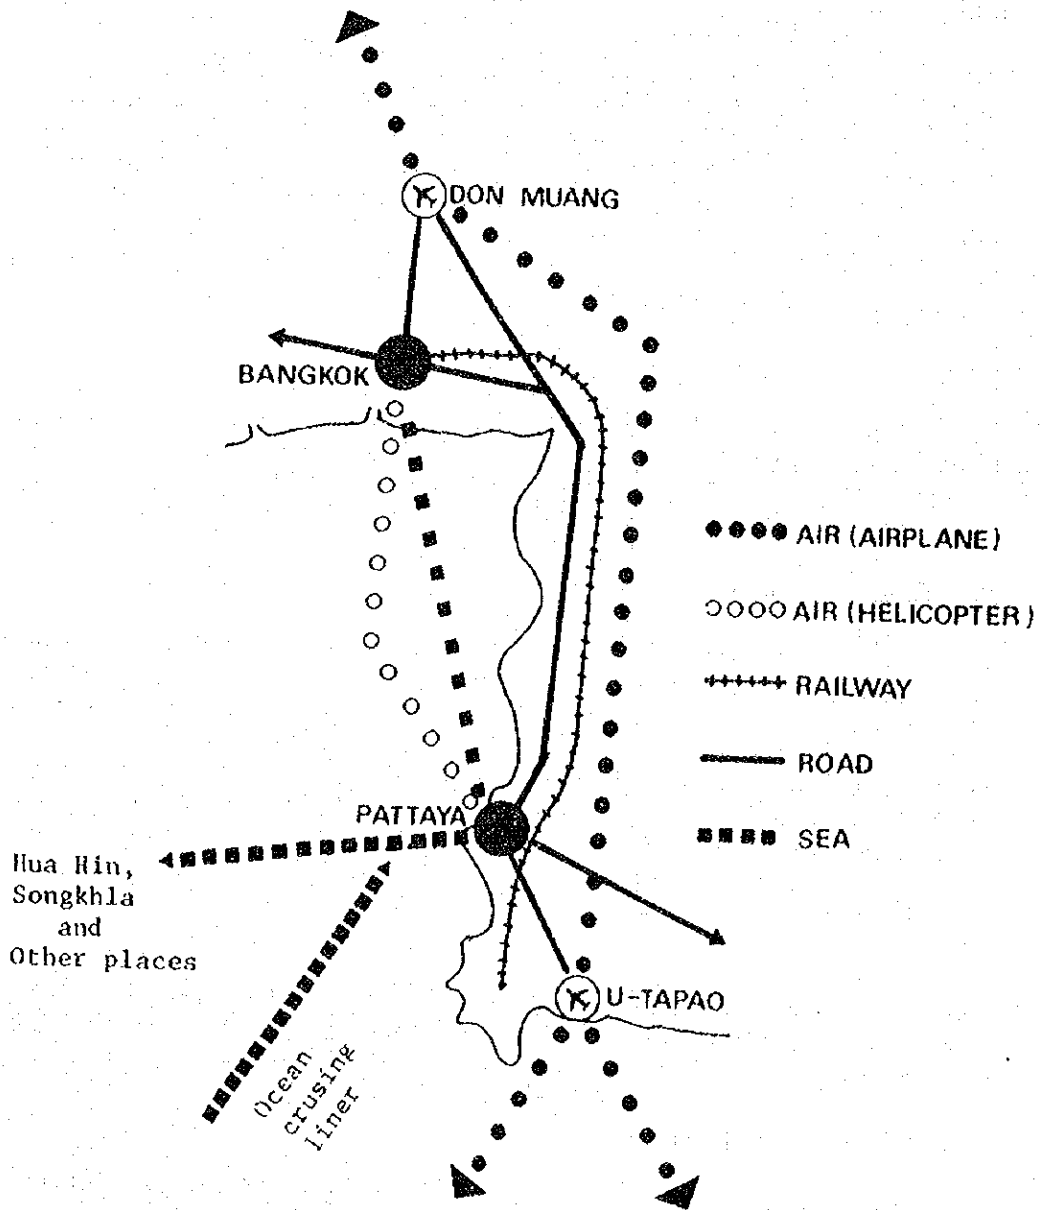 DON MUANG
BANGKOK
AIR (AIRPLANE)
AIR (HELICOPTER)
RAILWAY
ROAD
SEA
PATTAYA
Hua Hin,
Songkhla
and
Other places
U-TAPAO
Ocean
crusing
liner